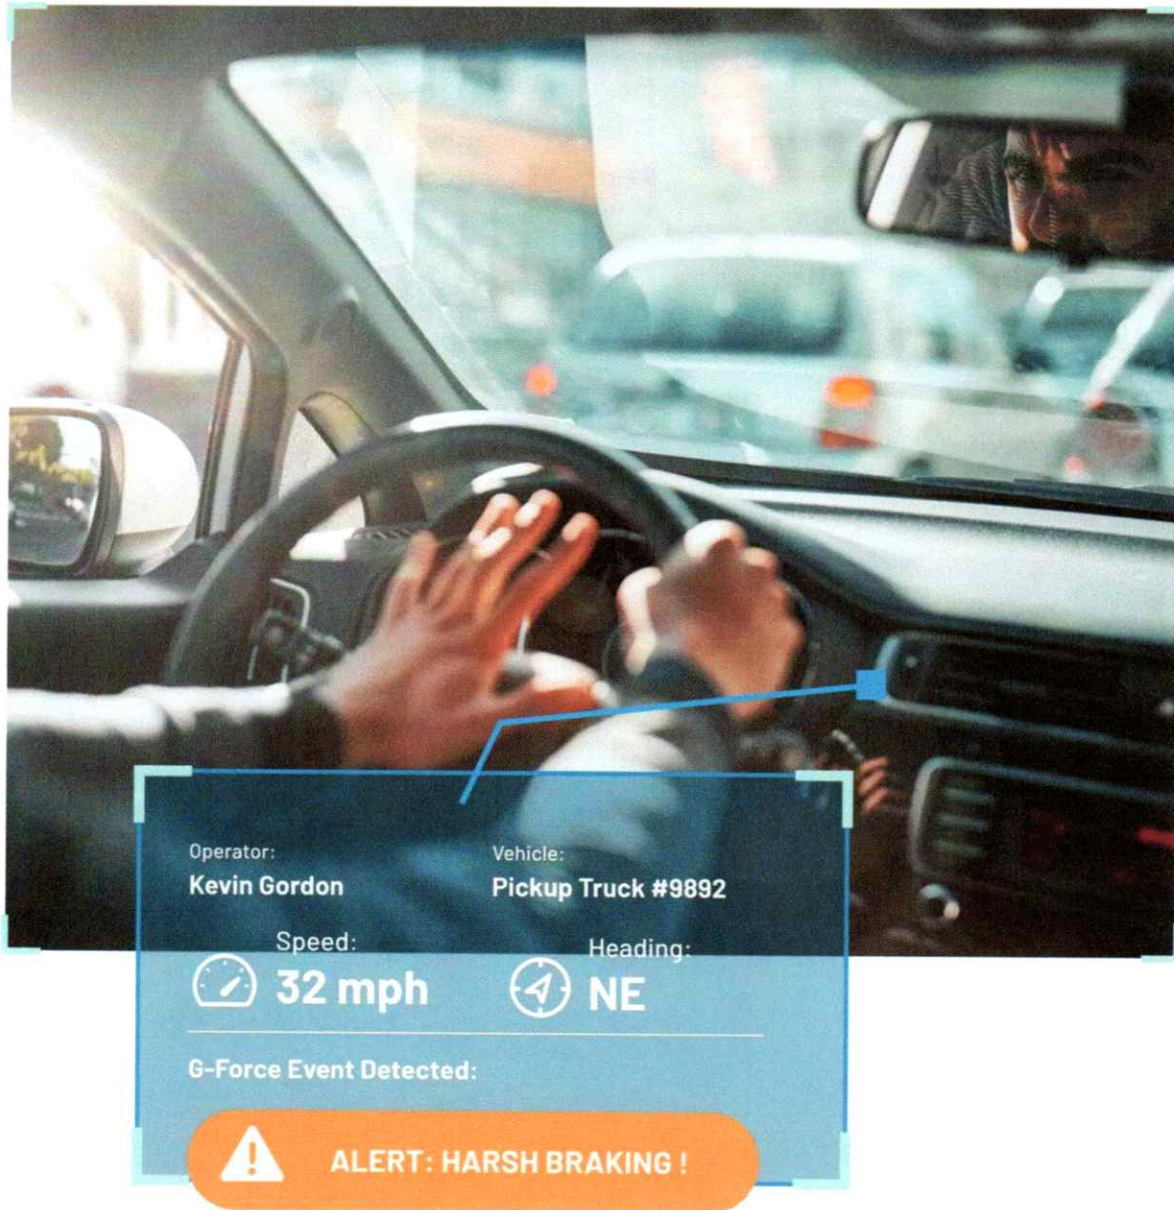 Operator:
Kevin Gordon
Vehicle:
Pickup Truck #9892
Speed:
32 mph
Heading:
NE
G-Force Event Detected:
ALERT: HARSH BRAKING !